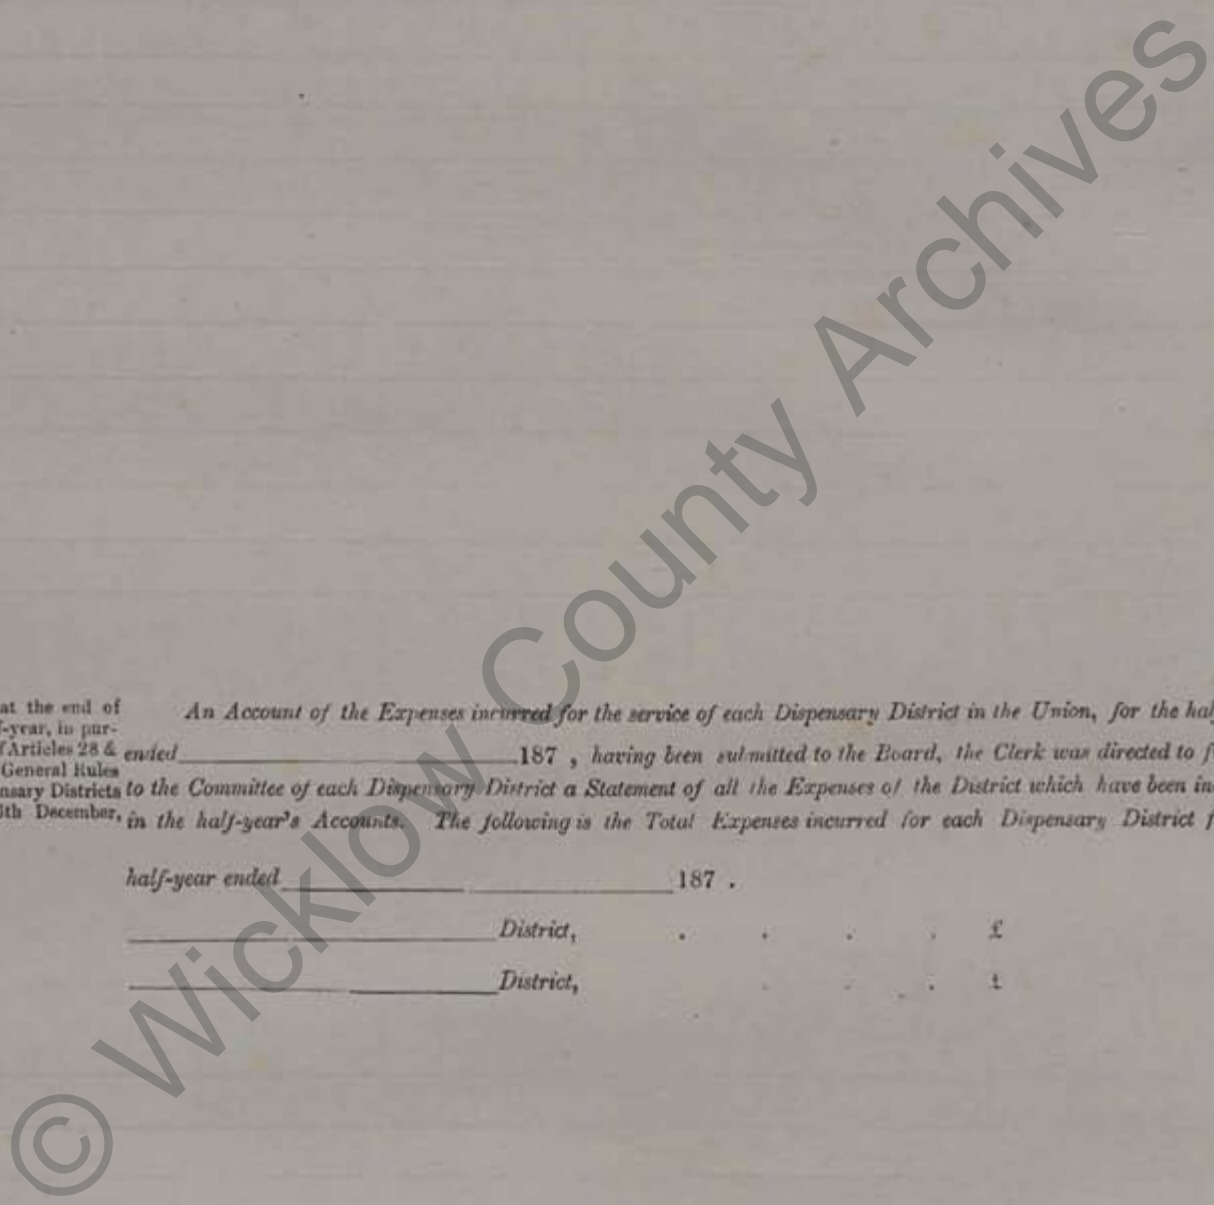 at the end of
f-year, in pur-
f Articles 28 &
General Rules
nsary Districts
th December,
An Account of the Expenses incurred for the service of each Dispensary District in the Union, for the hal
ended 187 , having been submitted to the Board, the Clerk was directed to f
to the Committee of each Dispensary District a Statement of all the Expenses of the District which have been in
in the half-year's Accounts. The following is the Total Expenses incurred for each Dispensary District f
half-year ended 187 .
District, . . . . £
District, . . . £
© Wicklow County Archives